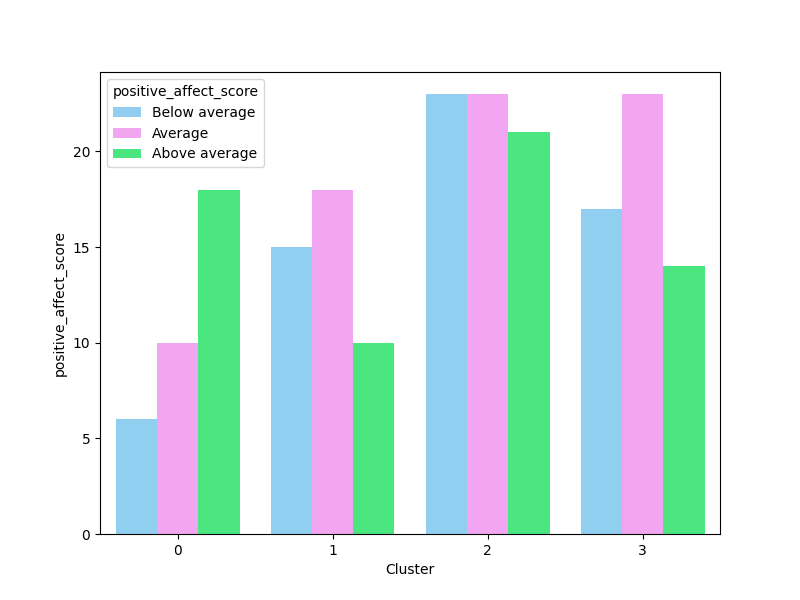 positive_affect_score
Below average
Average
Above average
positive_affect_score
20
15
10
5
0
0 1 2 3
Cluster